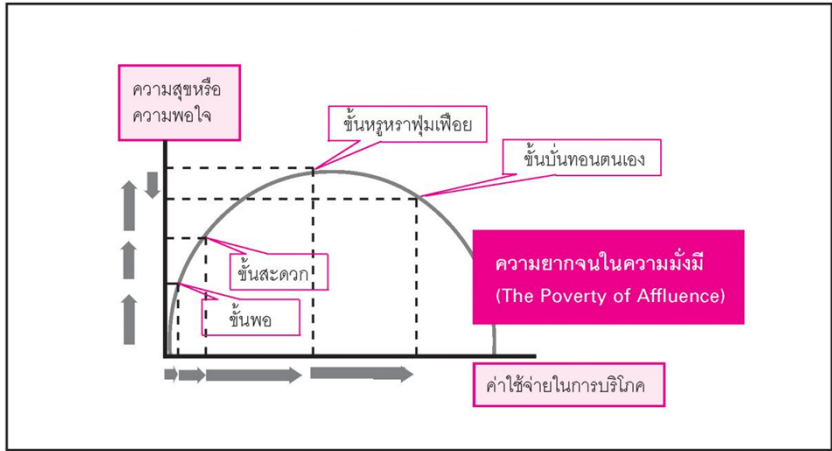 ความสุขหรือ
ความพอใจ
ขั้นหรูหราฟุ่มเฟือย
ขั้นบั่นทอนตนเอง
ขั้นสะดวก
ขั้นพอ
ความยากจนในความมั่งมี
(The Poverty of Affluence)
ค่าใช้จ่ายในการบริโภค